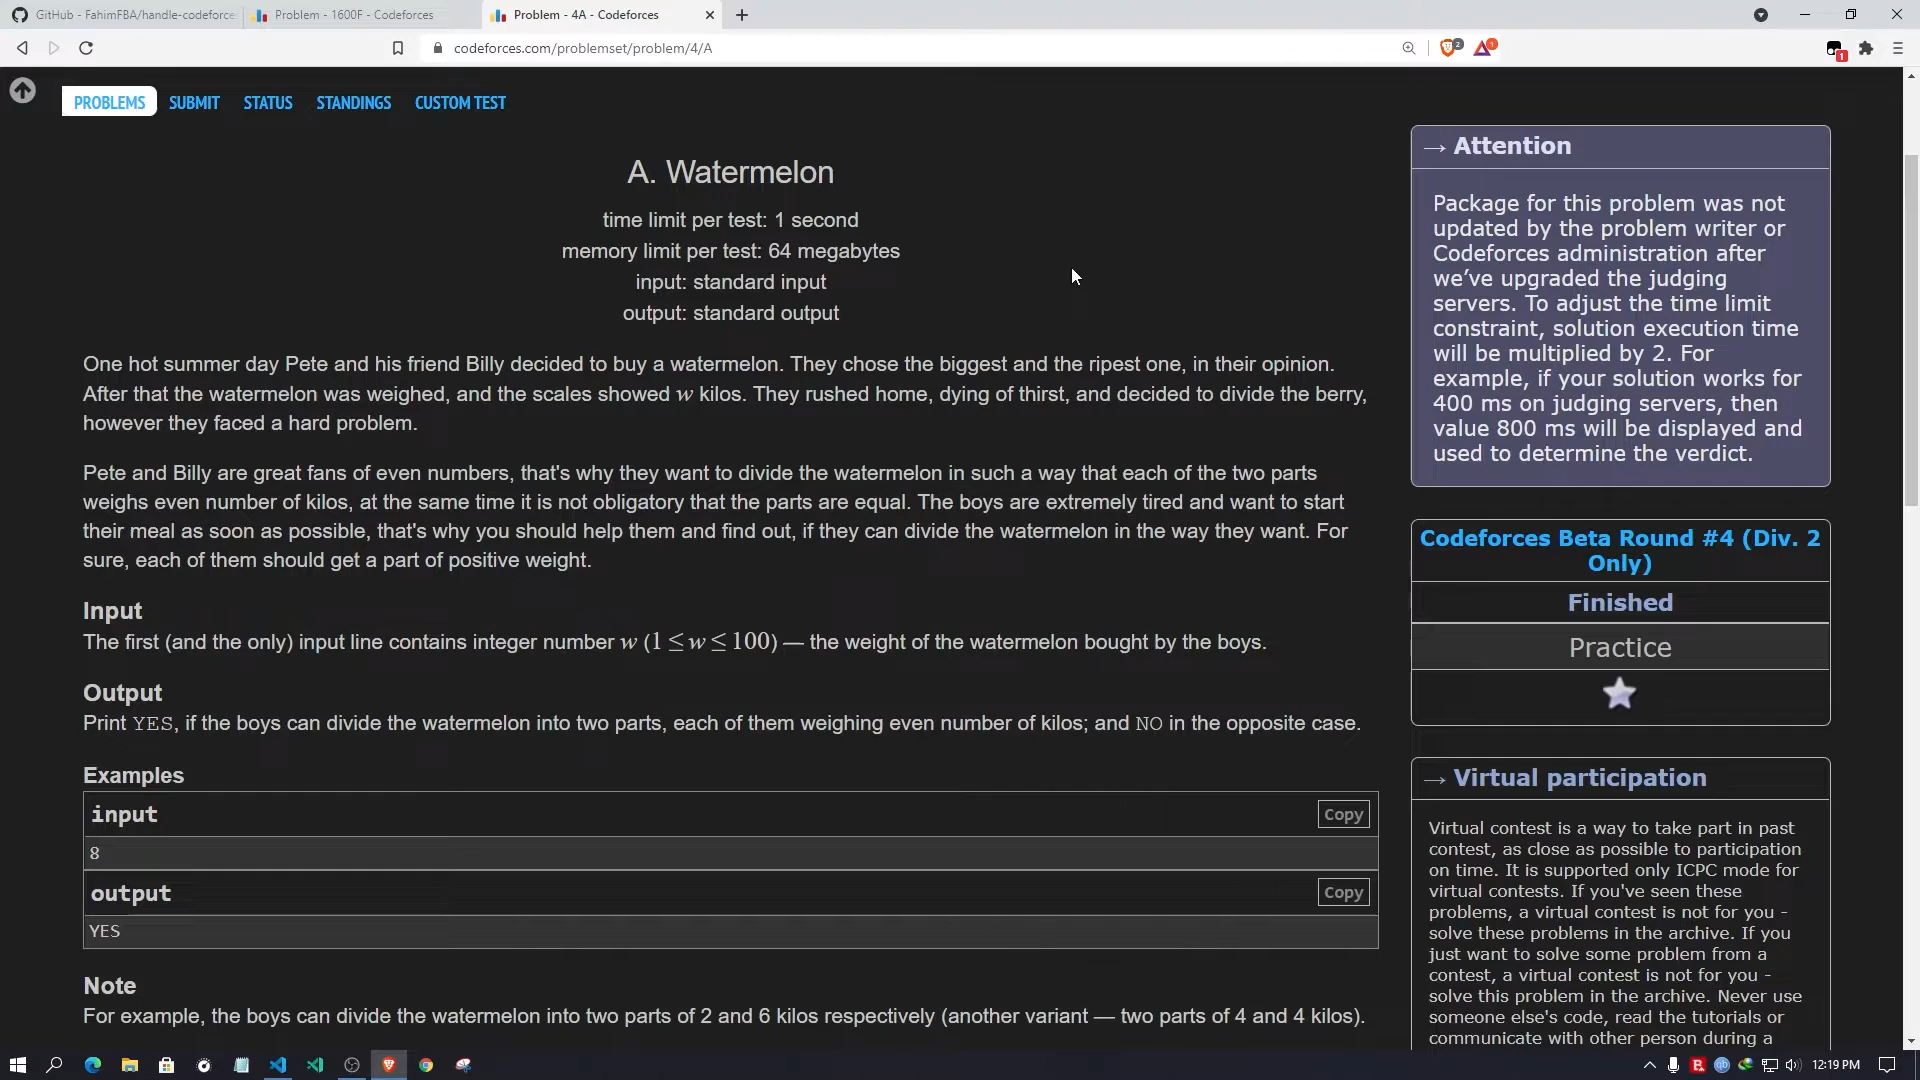 GitHub - FahimFBA/handle-codeforce
Problem - 1600F - Codeforces
Problem - 4A - Codeforces
codeforces.com/problemset/problem/4/A
2
1
1
PROBLEMS SUBMIT STATUS STANDINGS CUSTOM TEST
A. Watermelon
time limit per test: 1 second
memory limit per test: 64 megabytes
input: standard input
output: standard output
One hot summer day Pete and his friend Billy decided to buy a watermelon. They chose the biggest and the ripest one, in their opinion.
After that the watermelon was weighed, and the scales showed w kilos. They rushed home, dying of thirst, and decided to divide the berry,
however they faced a hard problem.
Pete and Billy are great fans of even numbers, that's why they want to divide the watermelon in such a way that each of the two parts
weighs even number of kilos, at the same time it is not obligatory that the parts are equal. The boys are extremely tired and want to start
their meal as soon as possible, that's why you should help them and find out, if they can divide the watermelon in the way they want. For
sure, each of them should get a part of positive weight.
Input
The first (and the only) input line contains integer number w (1 ≤ w ≤ 100) — the weight of the watermelon bought by the boys.
Output
Print YES, if the boys can divide the watermelon into two parts, each of them weighing even number of kilos; and NO in the opposite case.
Examples
input
Copy
8
output
Copy
YES
Note
For example, the boys can divide the watermelon into two parts of 2 and 6 kilos respectively (another variant — two parts of 4 and 4 kilos).
→ Attention
Package for this problem was not
updated by the problem writer or
Codeforces administration after
we've upgraded the judging
servers. To adjust the time limit
constraint, solution execution time
will be multiplied by 2. For
example, if your solution works for
400 ms on judging servers, then
value 800 ms will be displayed and
used to determine the verdict.
Codeforces Beta Round #4 (Div. 2
Only)
Finished
Practice
→ Virtual participation
Virtual contest is a way to take part in past
contest, as close as possible to participation
on time. It is supported only ICPC mode for
virtual contests. If you've seen these
problems, a virtual contest is not for you -
solve these problems in the archive. If you
just want to solve some problem from a
contest, a virtual contest is not for you -
solve this problem in the archive. Never use
someone else's code, read the tutorials or
communicate with other person during a
12:19 PM